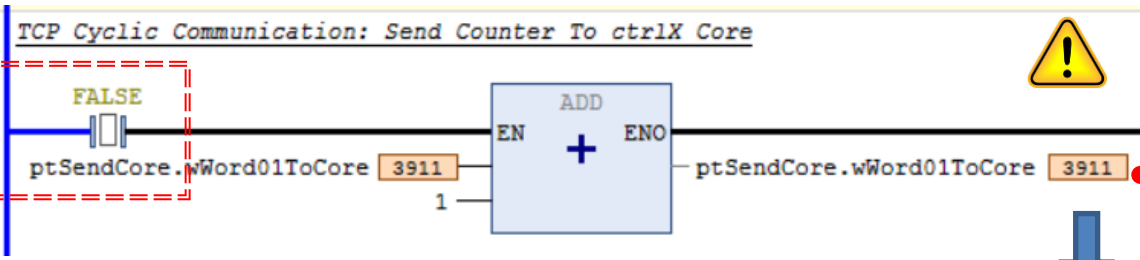 TCP Cyclic Communication: Send Counter To ctrlX Core
FALSE
ADD
EN
ENO
ptSendCore.wWord01ToCore 3911
ptSendCore.wWord01ToCore 3911
1